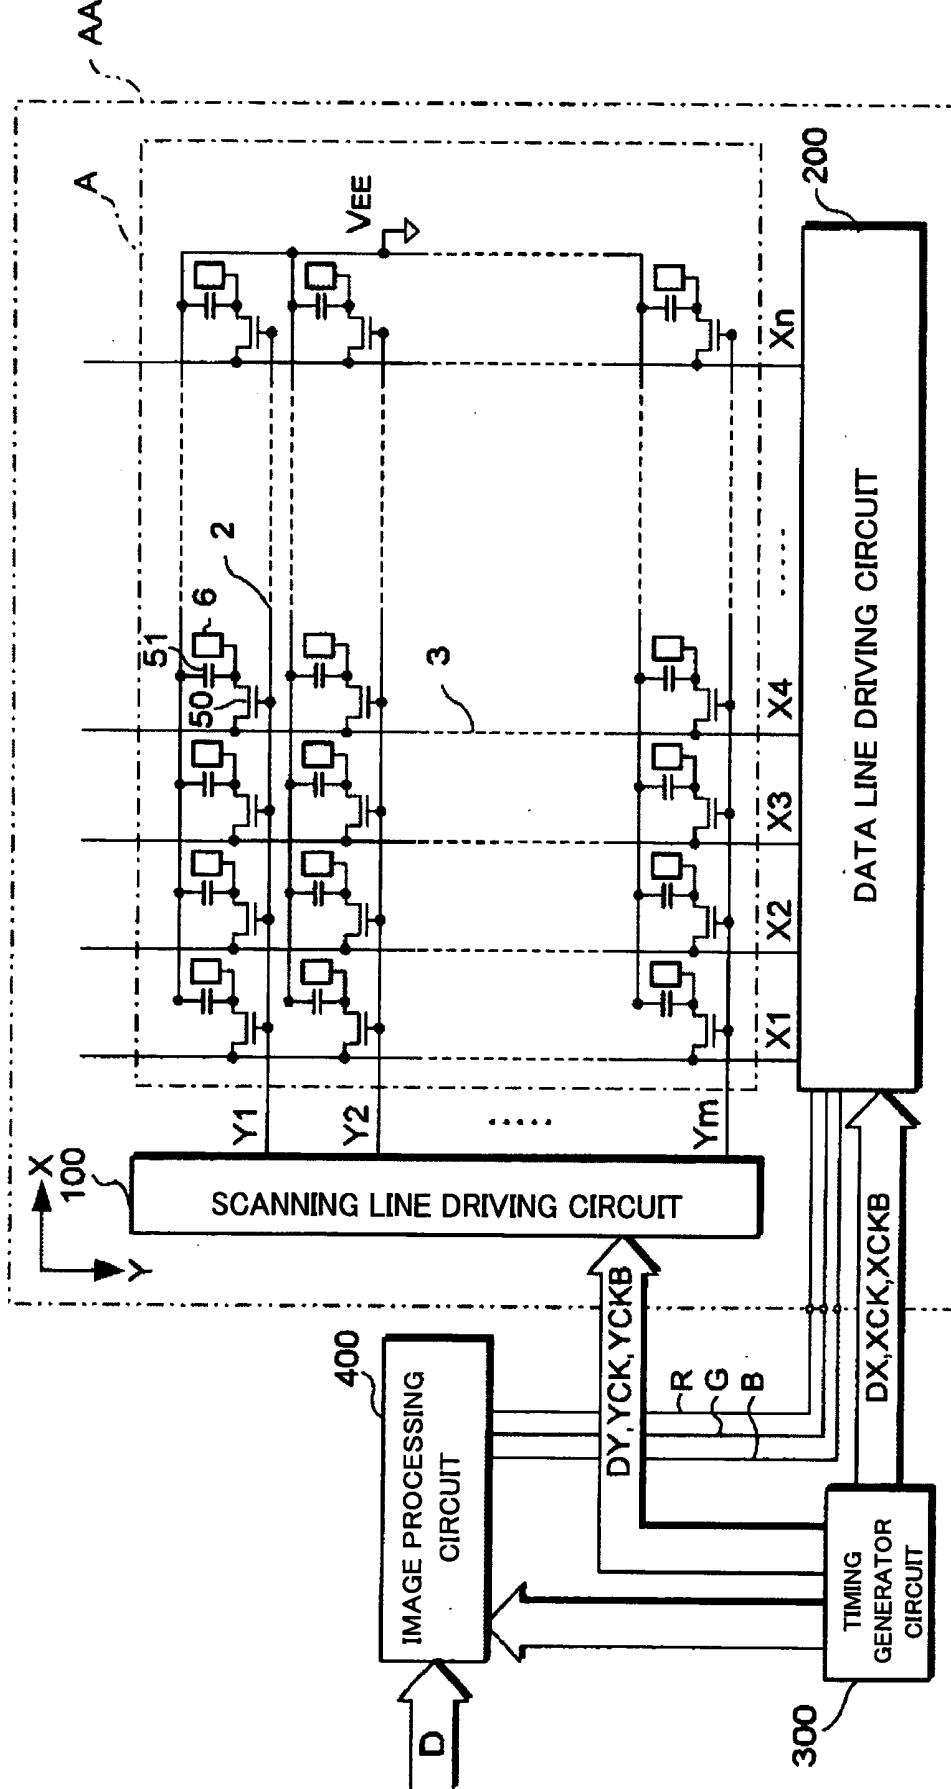 AA
A
VEE
200
X
100
Y
SCANNING LINE DRIVING CIRCUIT
Y1
Y2
.....
Ym
51
6
50
2
3
X1
X2
X3
X4
.....
Xn
DATA LINE DRIVING CIRCUIT
400
IMAGE PROCESSING
CIRCUIT
D
DY,YCK,YCKB
R
G
B
DX,XCK,XCKB
TIMING
GENERATOR
CIRCUIT
300